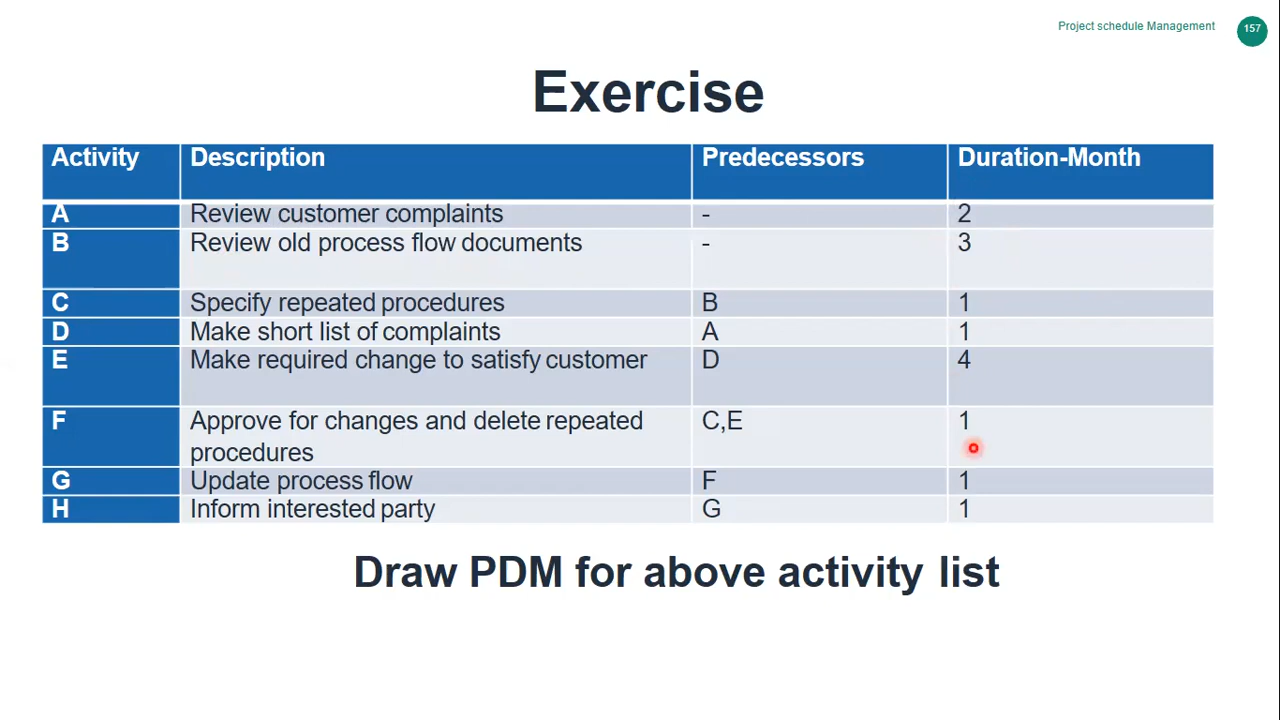 Project schedule Management 157
Exercise
Activity Description Predecessors Duration-Month
A Review customer complaints - 2
B Review old process flow documents - 3
C Specify repeated procedures B 1
D Make short list of complaints A 1
E Make required change to satisfy customer D 4
F Approve for changes and delete repeated C,E 1
procedures
G Update process flow F 1
H Inform interested party G 1
Draw PDM for above activity list